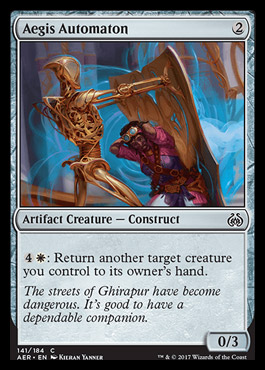 Aegis Automaton 2
Artifact Creature — Construct
4: Return another target creature
you control to its owner's hand.
The streets of Ghirapur have become
dangerous. It's good to have a
dependable companion.
0/3
141/184 C
AER • EN KIERAN YANNER
™ & © 2017 Wizards of the Coast